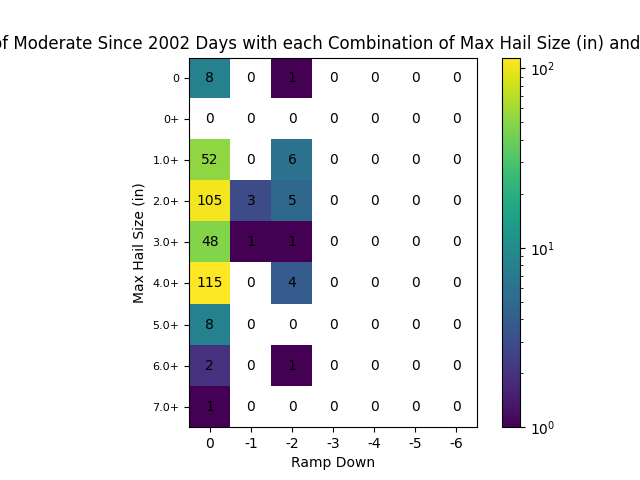 of Moderate Since 2002 Days with each Combination of Max Hail Size (in) and
0 8 0 1 0 0 0 0
0+ 0 0 0 0 0 0 0
1.0+ 52 0 6 0 0 0 0
2.0+ 105 3 5 0 0 0 0
3.0+ 48 1 1 0 0 0 0
4.0+ 115 0 4 0 0 0 0
5.0+ 8 0 0 0 0 0 0
6.0+ 2 0 1 0 0 0 0
7.0+ 1 0 0 0 0 0 0
0 -1 -2 -3 -4 -5 -6
Ramp Down
Max Hail Size (in)
10²
10¹
10⁰